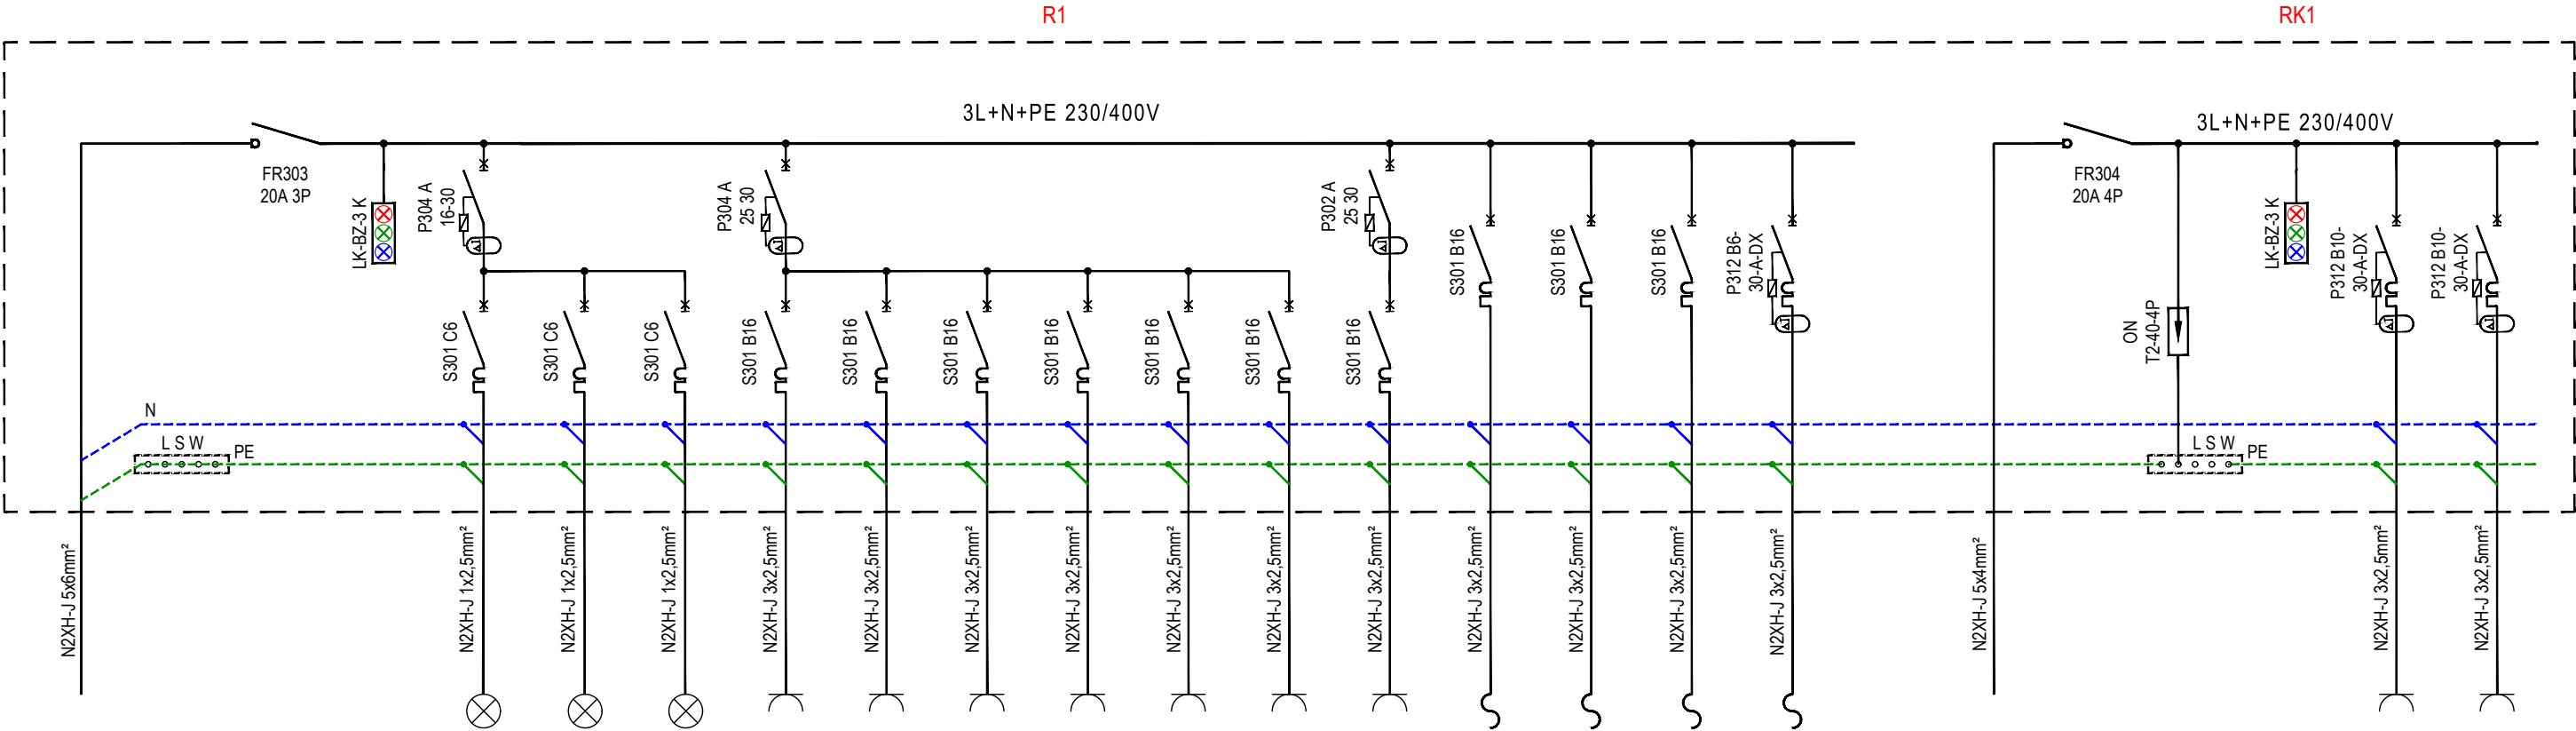 R1
RK1
3L+N+PE 230/400V
3L+N+PE 230/400V
FR303
20A 3P
LK-BZ-3 K
P304 A
16-30
P304 A
25 30
P302 A
25 30
S301 B16
S301 B16
S301 B16
P312 B6-
30-A-DX
FR304
20A 4P
LK-BZ-3 K
P312 B10-
30-A-DX
P312 B10-
30-A-DX
S301 C6
S301 C6
S301 C6
S301 B16
S301 B16
S301 B16
S301 B16
S301 B16
S301 B16
S301 B16
ON
T2-40-4P
N
L S W
PE
L S W
PE
N2XH-J 5x6mm²
N2XH-J 1x2,5mm²
N2XH-J 1x2,5mm²
N2XH-J 1x2,5mm²
N2XH-J 3x2,5mm²
N2XH-J 3x2,5mm²
N2XH-J 3x2,5mm²
N2XH-J 3x2,5mm²
N2XH-J 3x2,5mm²
N2XH-J 3x2,5mm²
N2XH-J 3x2,5mm²
N2XH-J 3x2,5mm²
N2XH-J 3x2,5mm²
N2XH-J 3x2,5mm²
N2XH-J 3x2,5mm²
N2XH-J 5x4mm²
N2XH-J 3x2,5mm²
N2XH-J 3x2,5mm²